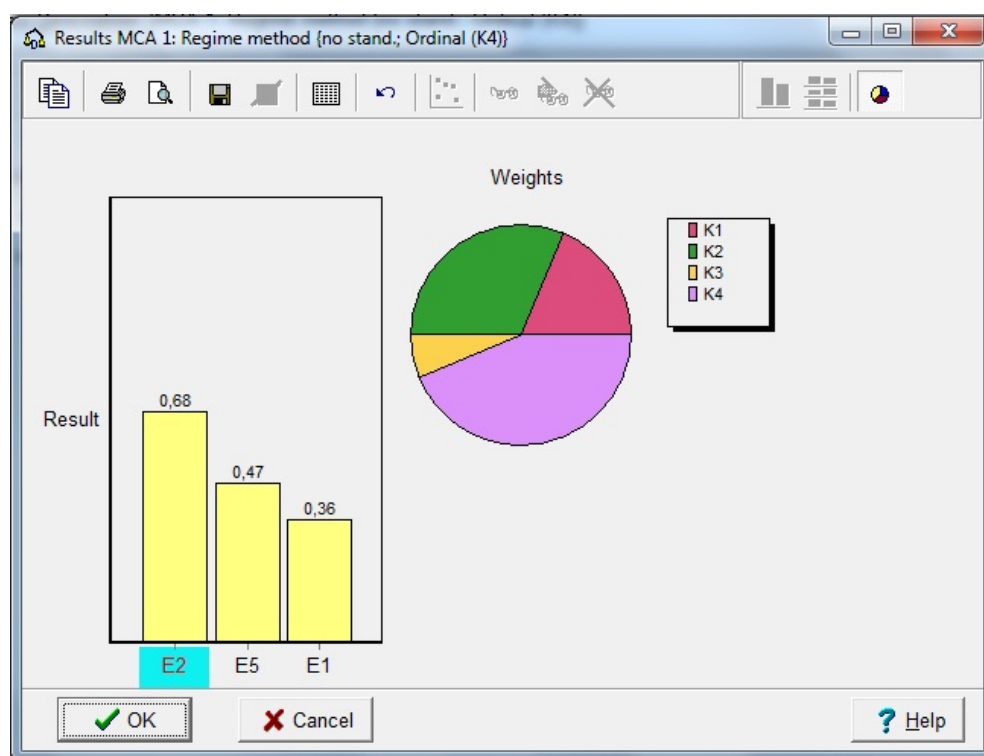 Results MCA 1: Regime method {no stand.; Ordinal (K4)}
Weights
K1
K2
K3
K4
Result
0,68
0,47
0,36
E2 E5 E1
OK Cancel Help